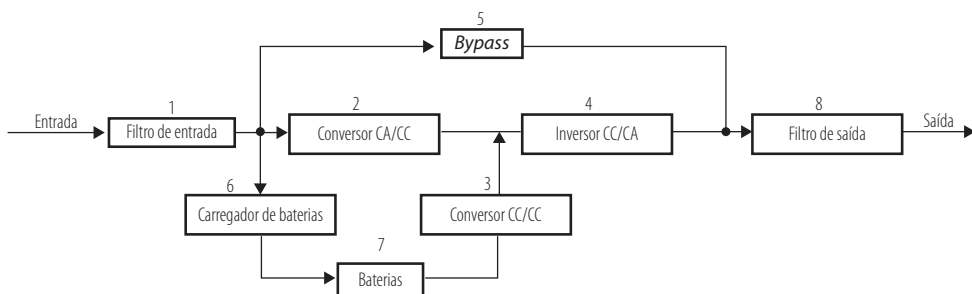 5
Bypass
Entrada
1
Filtro de entrada
2
Conversor CA/CC
4
Inversor CC/CA
8
Filtro de saída
Saída
6
Carregador de baterias
3
Conversor CC/CC
7
Baterias